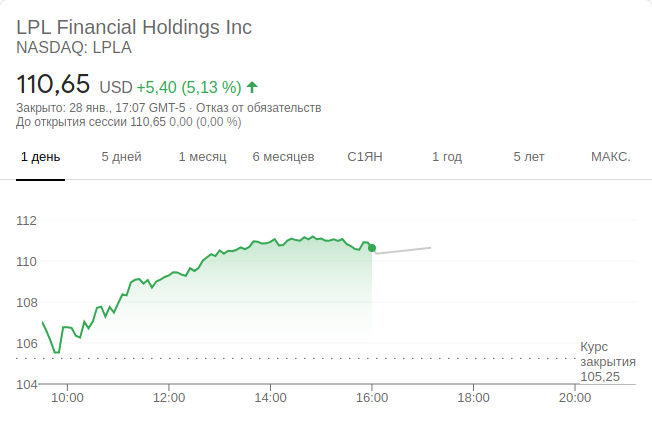 LPL Financial Holdings Inc
NASDAQ: LPLA
110,65 USD +5,40 (5,13 %)
Закрыто: 28 янв., 17:07 GMT-5 · Отказ от обязательств
До открытия сессии 110,65 0,00 (0,00 %)
1 день 5 дней 1 месяц 6 месяцев С1ЯН 1 год 5 лет МАКС.
112
110
108
106
104
Курс
закрытия
105,25
10:00 12:00 14:00 16:00 18:00 20:00